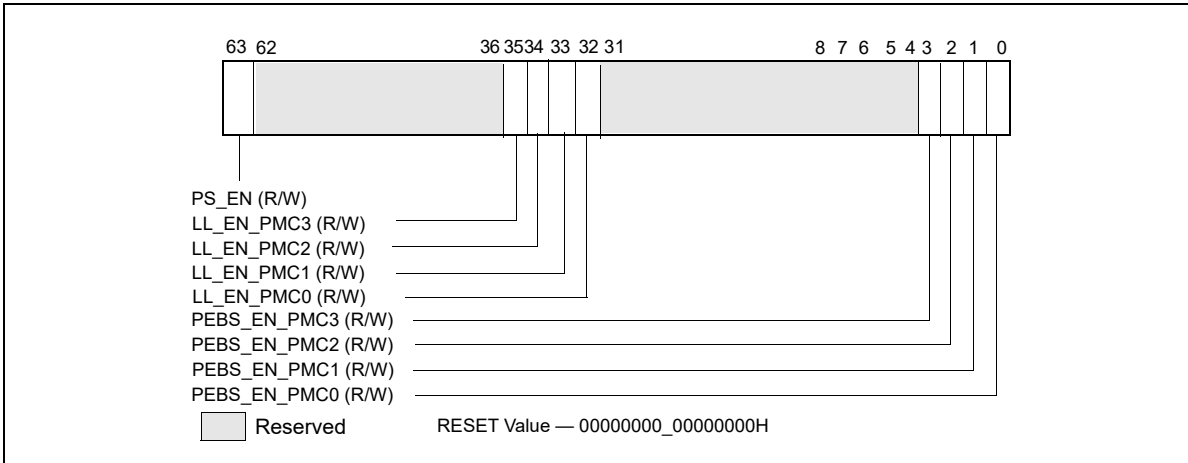 63 62 36 35 34 33 32 31 8 7 6 5 4 3 2 1 0
PS_EN (R/W)
LL_EN_PMC3 (R/W)
LL_EN_PMC2 (R/W)
LL_EN_PMC1 (R/W)
LL_EN_PMC0 (R/W)
PEBS_EN_PMC3 (R/W)
PEBS_EN_PMC2 (R/W)
PEBS_EN_PMC1 (R/W)
PEBS_EN_PMC0 (R/W)
Reserved RESET Value — 00000000_00000000H